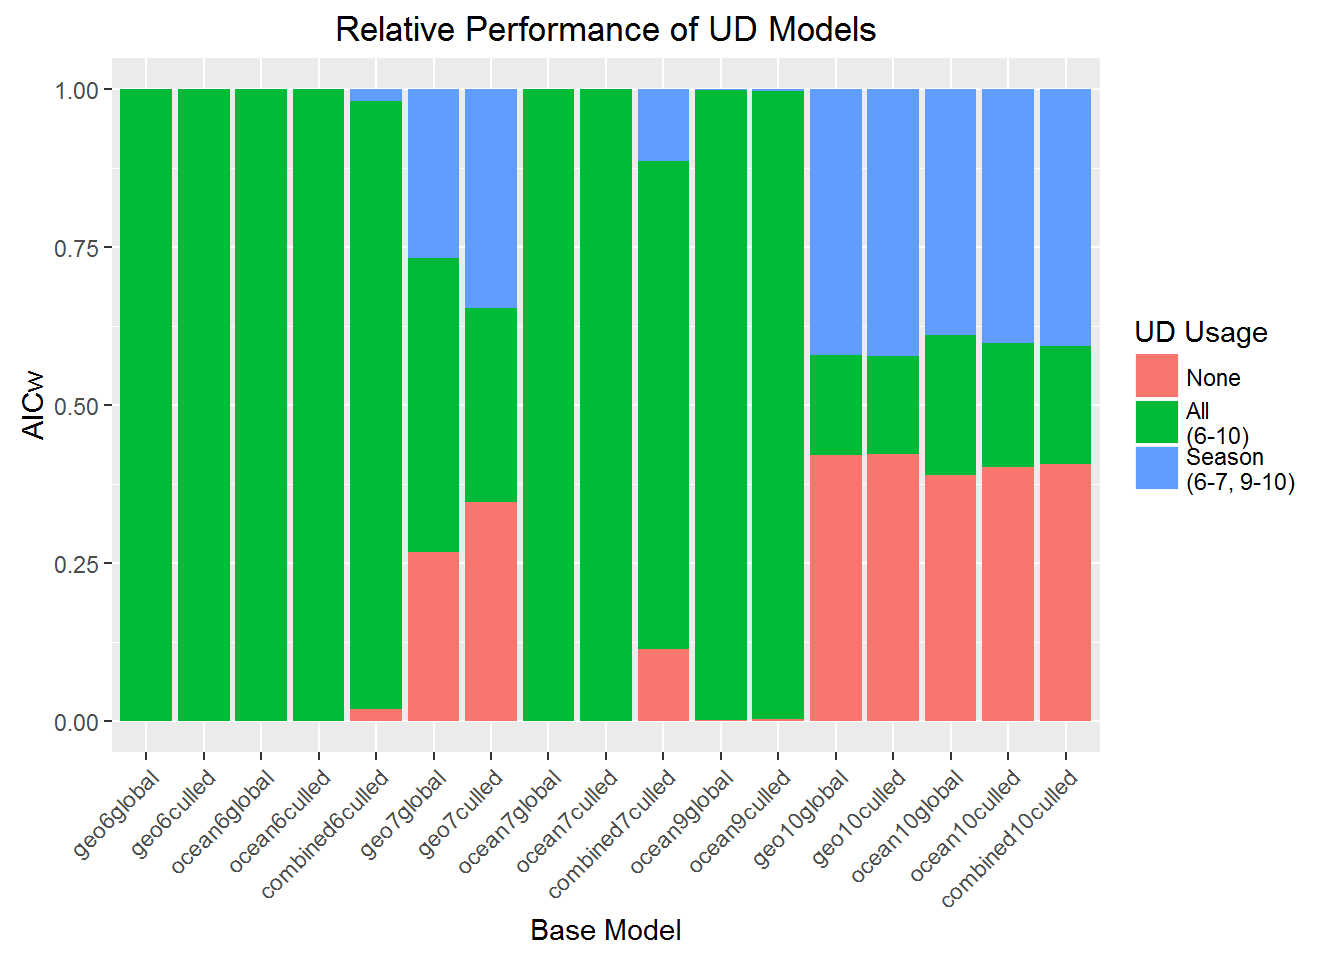 Relative Performance of UD Models
1.00
0.75
0.50
0.25
0.00
AICw
geo6global
geo6culled
ocean6global
ocean6culled
combined6culled
geo7global
geo7culled
ocean7global
ocean7culled
combined7culled
ocean9global
ocean9culled
geo10global
geo10culled
ocean10global
ocean10culled
combined10culled
Base Model
UD Usage
None
All
(6-10)
Season
(6-7, 9-10)